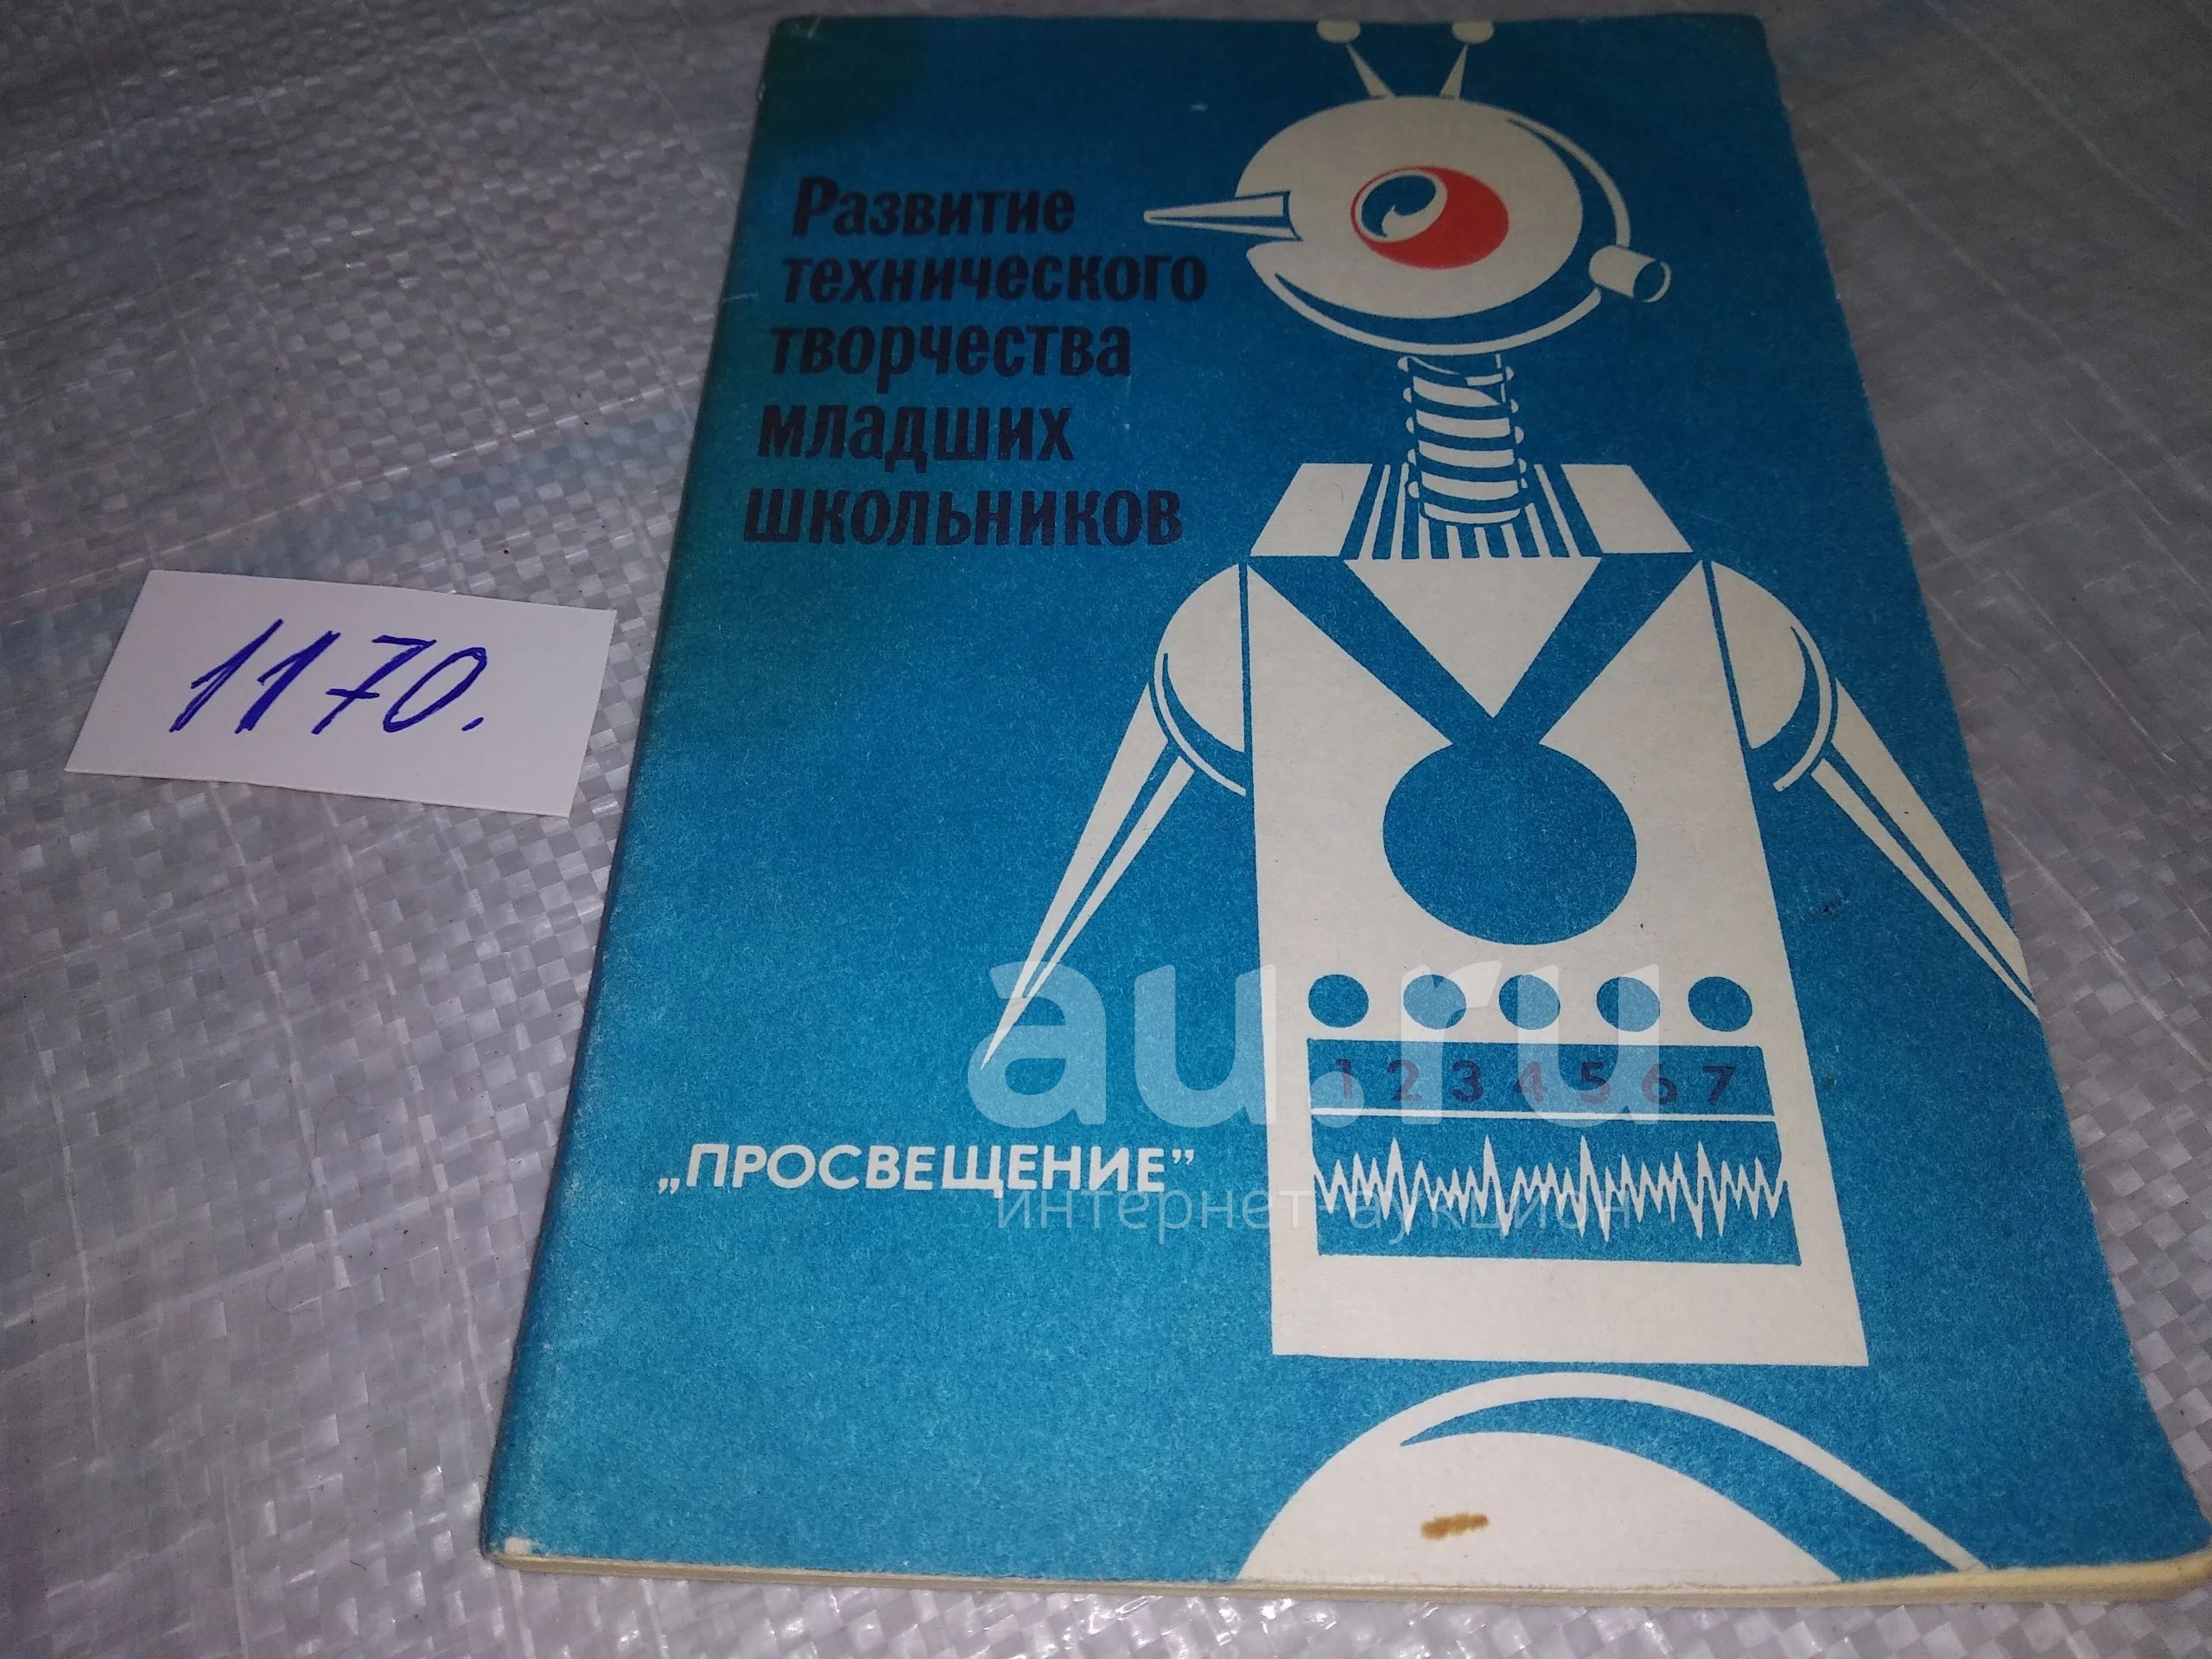 Развитие
технического
творчества
младших
школьников
1170.
au.ru
1 2 3 4 5 6 7
„ПРОСВЕЩЕНИЕ”
интернет-аукцион